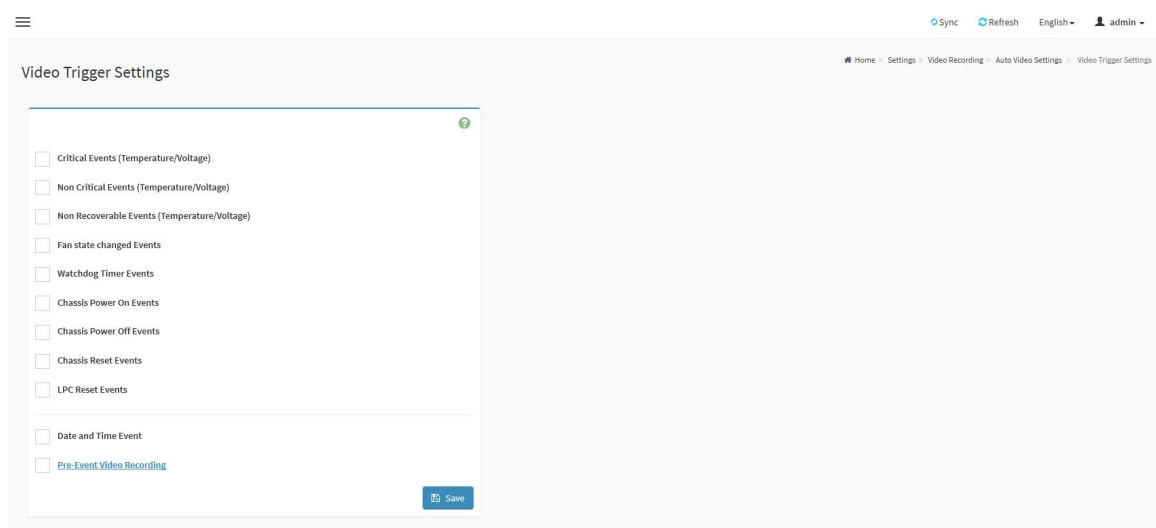 Sync Refresh English admin
Home > Settings > Video Recording > Auto Video Settings > Video Trigger Settings
Video Trigger Settings
Critical Events (Temperature/Voltage)
Non Critical Events (Temperature/Voltage)
Non Recoverable Events (Temperature/Voltage)
Fan state changed Events
Watchdog Timer Events
Chassis Power On Events
Chassis Power Off Events
Chassis Reset Events
LPC Reset Events
Date and Time Event
Pre-Event Video Recording
Save